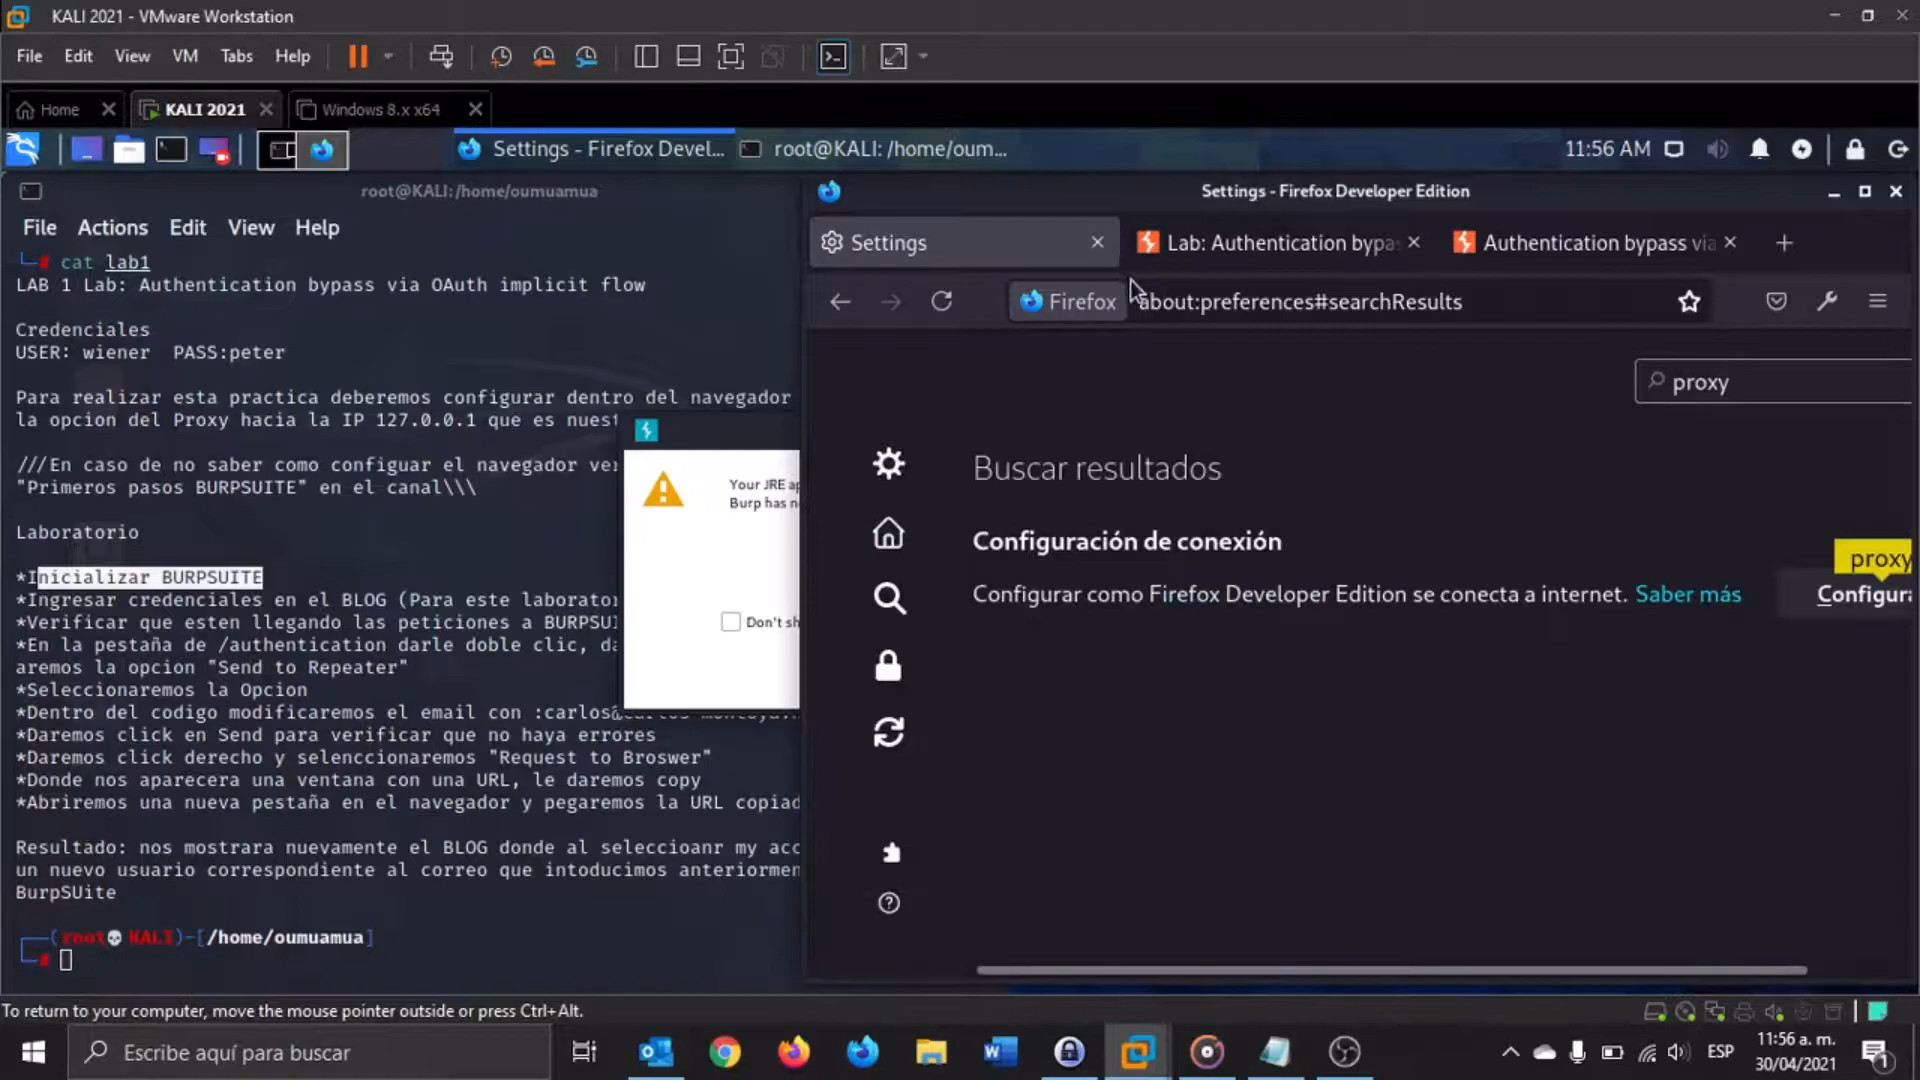 KALI 2021 - VMware Workstation
File Edit View VM Tabs Help
Home
KALI 2021
Windows 8.x x64
Settings - Firefox Devel...
root@KALI: /home/oum...
11:56 AM
root@KALI:/home/oumuamua
File Actions Edit View Help
# cat lab1
LAB 1 Lab: Authentication bypass via OAuth implicit flow
Credenciales
USER: wiener PASS:peter
Para realizar esta practica deberemos configurar dentro del navegador
la opcion del Proxy hacia la IP 127.0.0.1 que es nuest
///En caso de no saber como configuar el navegador ver
"Primeros pasos BURPSUITE" en el canal\\\
Laboratorio
*Inicializar BURPSUITE
*Ingresar credenciales en el BLOG (Para este laborator
*Verificar que esten llegando las peticiones a BURPSUI
*En la pestaña de /authentication darle doble clic, da
aremos la opcion "Send to Repeater"
*Seleccionaremos la Opcion
*Dentro del codigo modificaremos el email con :carlos@carlos-montoya.
*Daremos click en Send para verificar que no haya errores
*Daremos click derecho y selenccionaremos "Request to Broswer"
*Donde nos aparecera una ventana con una URL, le daremos copy
*Abriremos una nueva pestaña en el navegador y pegaremos la URL copiad
Resultado: nos mostrara nuevamente el BLOG donde al seleccioanr my acc
un nuevo usuario correspondiente al correo que intoducimos anteriormen
BurpSUite
(root KALI)-[/home/oumuamua]
#
Your JRE ap
Burp has n
Don't sh
Settings - Firefox Developer Edition
Settings
Lab: Authentication bypa
Authentication bypass via
Firefox
about:preferences#searchResults
proxy
Buscar resultados
Configuración de conexión
proxy
Configurar como Firefox Developer Edition se conecta a internet. Saber más
Configura
To return to your computer, move the mouse pointer outside or press Ctrl+Alt.
Escribe aquí para buscar
ESP
11:56 a. m.
30/04/2021
1